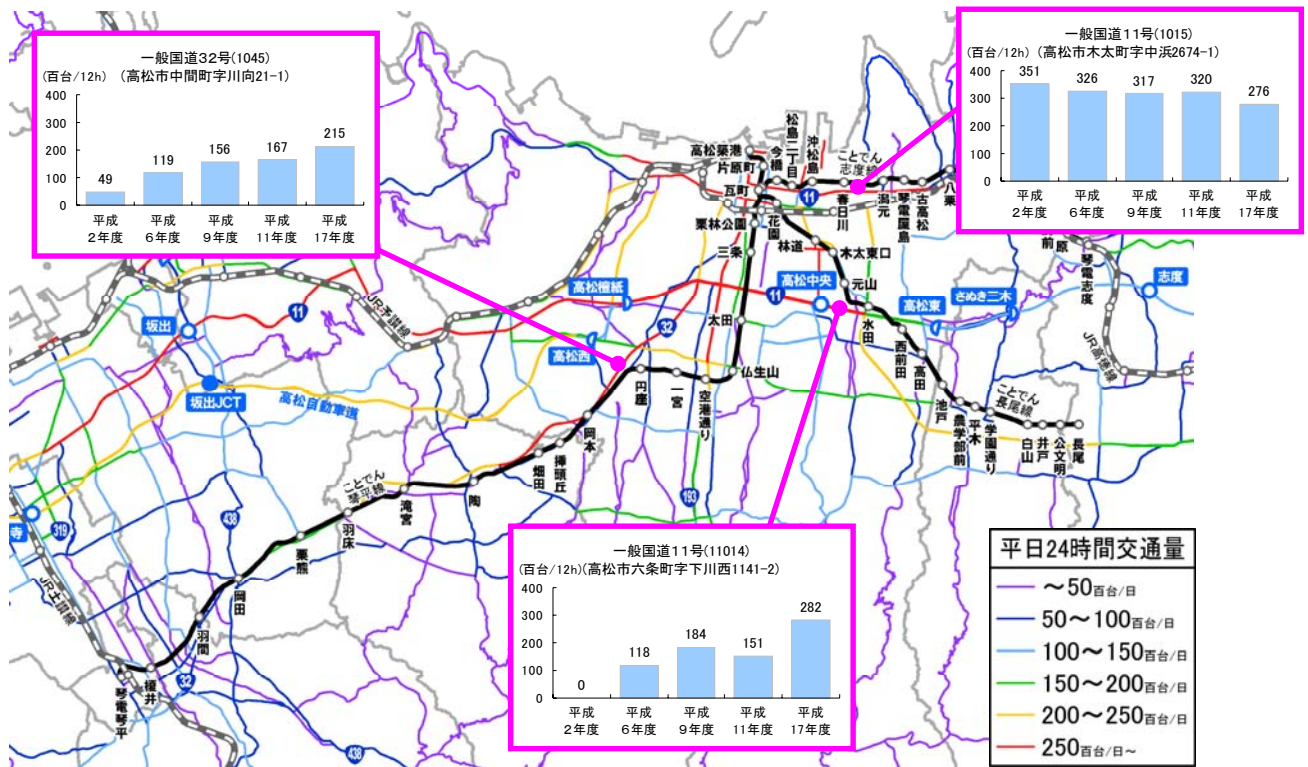 一般国道32号(1045)
(百台/12h) (高松市中間町字川向21-1)
400
300
200
100
0
49
119
156
167
215
平成
2年度
平成
6年度
平成
9年度
平成
11年度
平成
17年度
一般国道11号(1015)
(百台/12h) (高松市木太町字中浜2674-1)
400
300
200
100
0
351
326
317
320
276
平成
2年度
平成
6年度
平成
9年度
平成
11年度
平成
17年度
高松築港
片原町
今橋
松島二丁目
沖松島
ことでん
志度線
瓦町
11
春日川
潟元
琴電屋島
古高松
八栗
栗林公園
花園
林道
木太東口
三条
元山
原
前
琴電志度
志度
JR高徳線
JR予讃線
坂出
11
高松檀紙
高松中央
11
高松東
さぬき三木
32
太田
水田
西前田
高田
高松西
仏生山
円座
一宮
空港通り
坂出JCT
高松自動車道
池戸
農学部前
平木
学園通り
ことでん
長尾線
白山
井戸
公文明
長尾
岡本
挿頭丘
畑田
陶
滝宮
ことでん
琴平線
羽床
栗熊
193
438
319
寺
JR土讃線
岡田
羽間
榎井
琴電琴平
32
438
一般国道11号(11014)
(百台/12h)(高松市六条町字下川西1141-2)
400
300
200
100
0
0
118
184
151
282
平成
2年度
平成
6年度
平成
9年度
平成
11年度
平成
17年度
平日24時間交通量
～50百台/日
50～100百台/日
100～150百台/日
150～200百台/日
200～250百台/日
250百台/日～